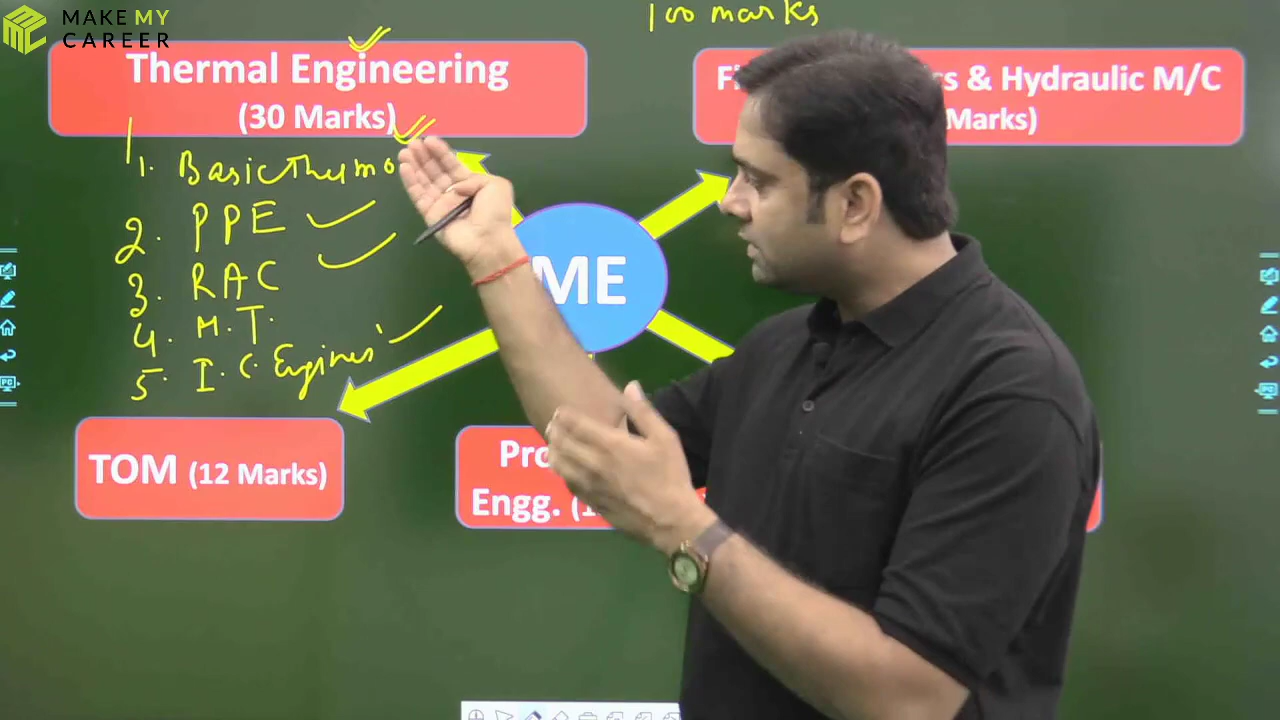 MAKE MY
CAREER
100 marks
Thermal Engineering
(30 Marks)
& Hydraulic M/C
Marks)
1. Basic Thermo
2. PPE
3. RAC
4. M.T.
5. I.C. Engines
ME
TOM (12 Marks)
Engg.